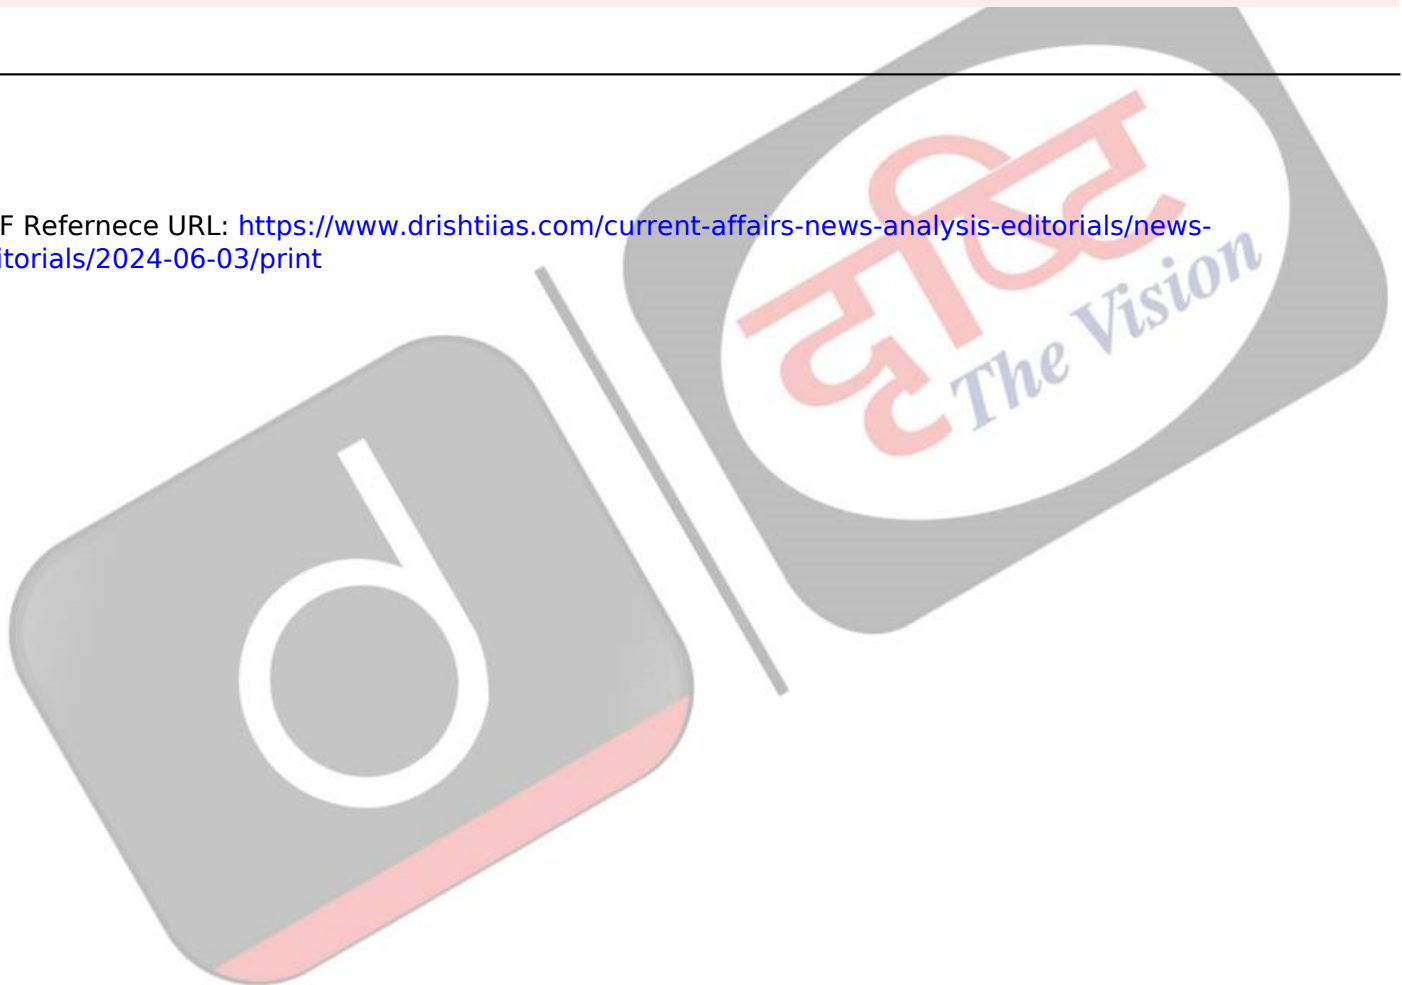 F Refernece URL: https://www.drishtiias.com/current-affairs-news-analysis-editorials/news-
itorials/2024-06-03/print
दृष्टि
The Vision
d